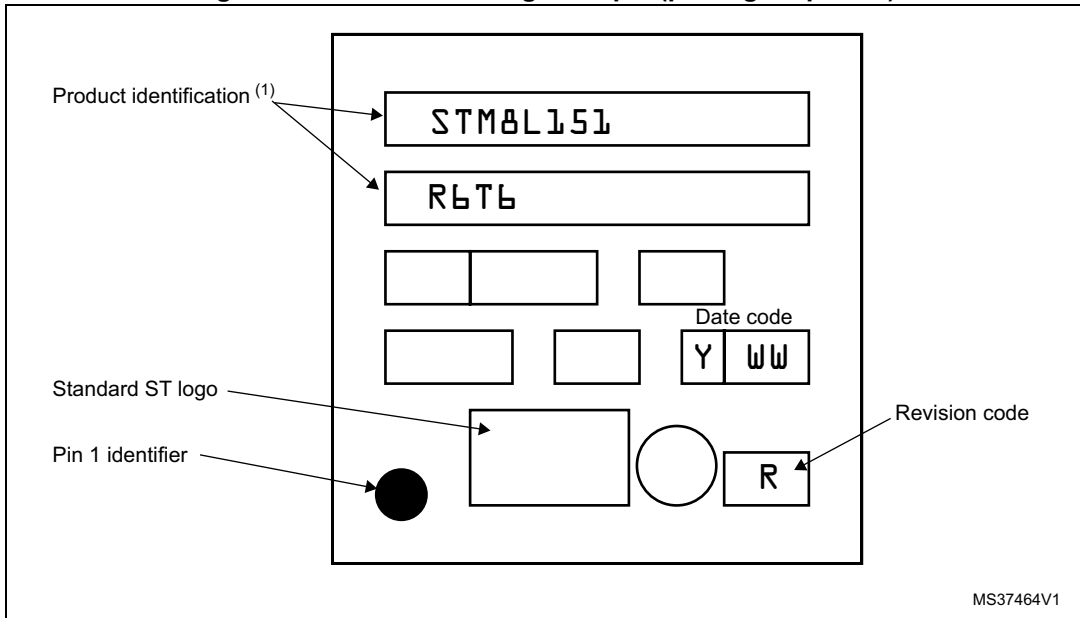 Product identification (1)
STM8L151
R6T6
Date code
Y WW
Standard ST logo
Revision code
Pin 1 identifier
R
MS37464V1